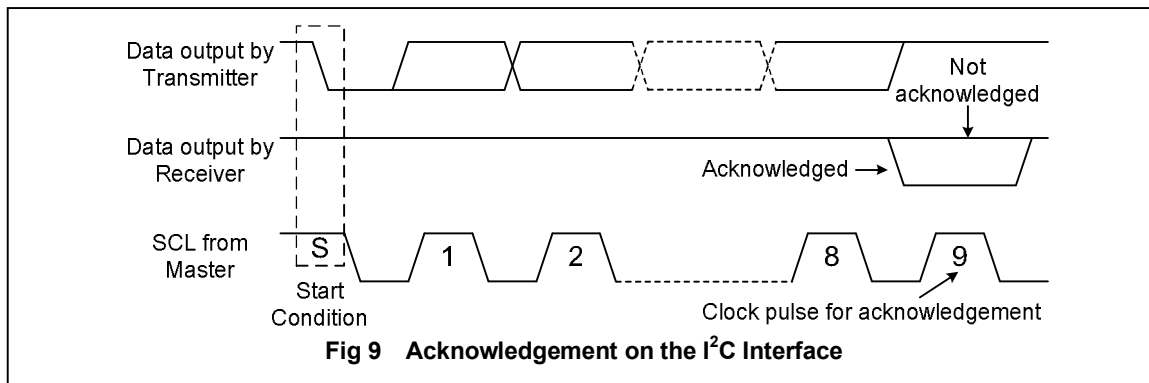 Data output by
Transmitter
Not
acknowledged
Data output by
Receiver
Acknowledged
SCL from
Master
S
1
2
8
9
Start
Condition
Clock pulse for acknowledgement
Fig 9 Acknowledgement on the I²C Interface